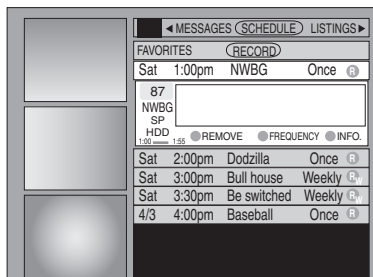 ◄ MESSAGES SCHEDULE LISTINGS ►
FAVORITES RECORD
Sat 1:00pm NWBG Once R
87
NWBG
SP
HDD
1:00 1:55 REMOVE FREQUENCY INFO.
Sat 2:00pm Dodzilla Once R
Sat 3:00pm Bull house Weekly RW
Sat 3:30pm Be switched Weekly RW
4/3 4:00pm Baseball Once R